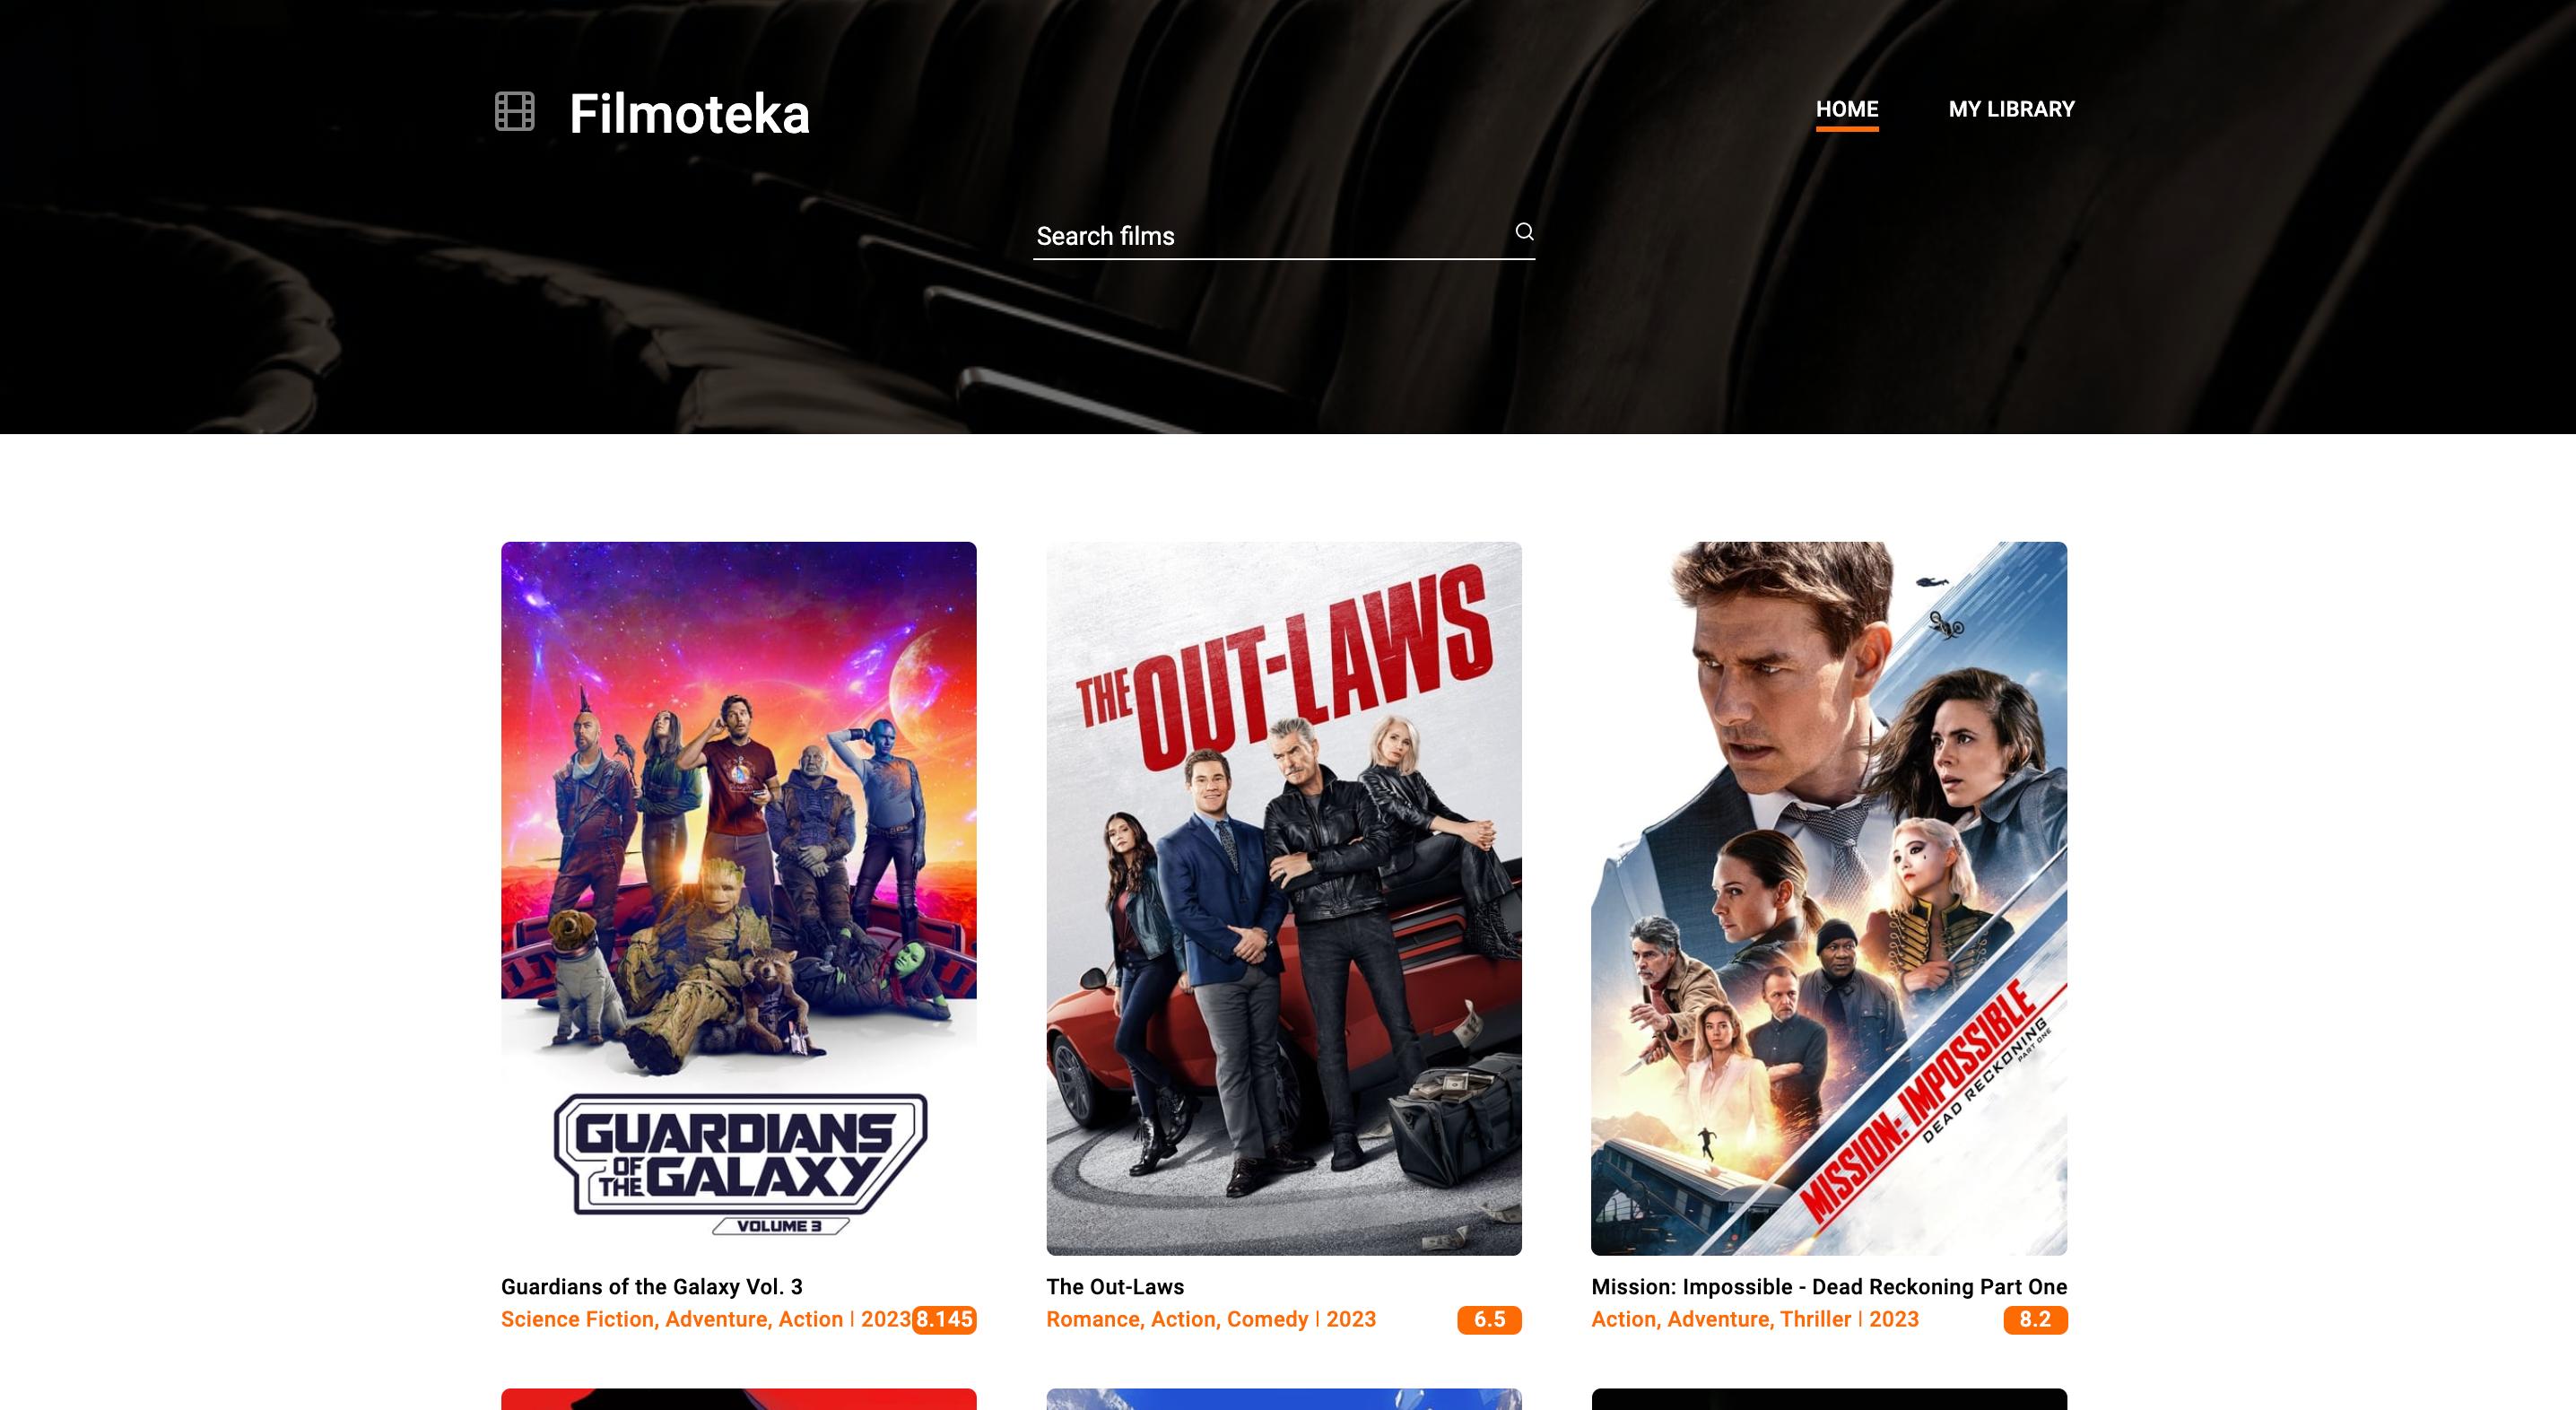 Filmoteka
HOME
MY LIBRARY
Search films
GUARDIANS
OF THE GALAXY
VOLUME 3
THE OUT-LAWS
MISSION: IMPOSSIBLE
DEAD RECKONING
PART ONE
Guardians of the Galaxy Vol. 3
Science Fiction, Adventure, Action | 2023 8.145
The Out-Laws
Romance, Action, Comedy | 2023 6.5
Mission: Impossible - Dead Reckoning Part One
Action, Adventure, Thriller | 2023 8.2